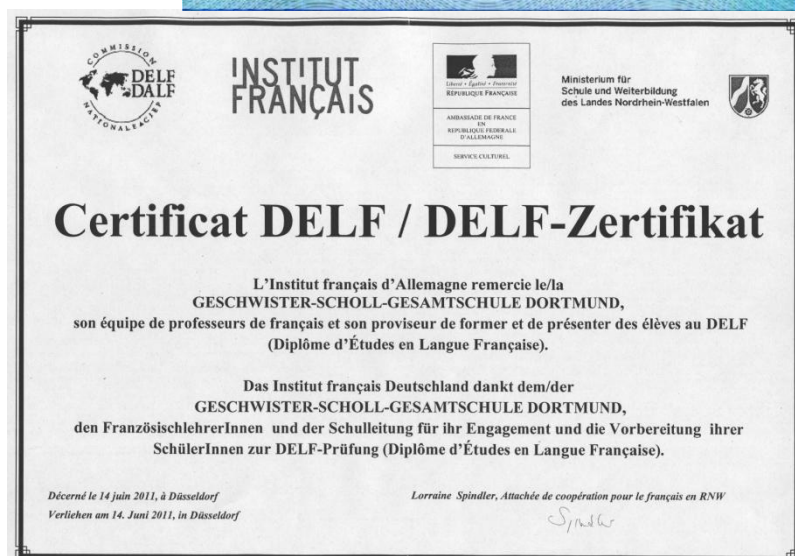 COMMISSION
DELF
DALF
NATIONALE
CIEP
INSTITUT
FRANÇAIS
Liberté • Égalité • Fraternité
RÉPUBLIQUE FRANÇAISE
AMBASSADE DE FRANCE
EN
REPUBLIQUE FEDERALE
D'ALLEMAGNE
SERVICE CULTUREL
Ministerium für
Schule und Weiterbildung
des Landes Nordrhein-Westfalen
Certificat DELF / DELF-Zertifikat
L'Institut français d'Allemagne remercie le/la
GESCHWISTER-SCHOLL-GESAMTSCHULE DORTMUND,
son équipe de professeurs de français et son proviseur de former et de présenter des élèves au DELF
(Diplôme d'Études en Langue Française).
Das Institut français Deutschland dankt dem/der
GESCHWISTER-SCHOLL-GESAMTSCHULE DORTMUND,
den FranzösischlehrerInnen und der Schulleitung für ihr Engagement und die Vorbereitung ihrer
SchülerInnen zur DELF-Prüfung (Diplôme d'Études en Langue Française).
Décerné le 14 juin 2011, à Düsseldorf
Verliehen am 14. Juni 2011, in Düsseldorf
Lorraine Spindler, Attachée de coopération pour le français en RNW
Spindler